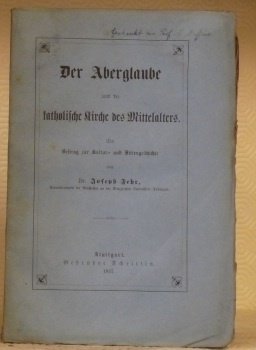 Der Aberglaube
und die
katholische Kirche des Mittelalters.
Ein
Beitrag zur Kultur- und Sittengeschichte
von
Dr. Joseph Fehr,
Stuttgart.
Gebrüder Scheitlin.
1857.